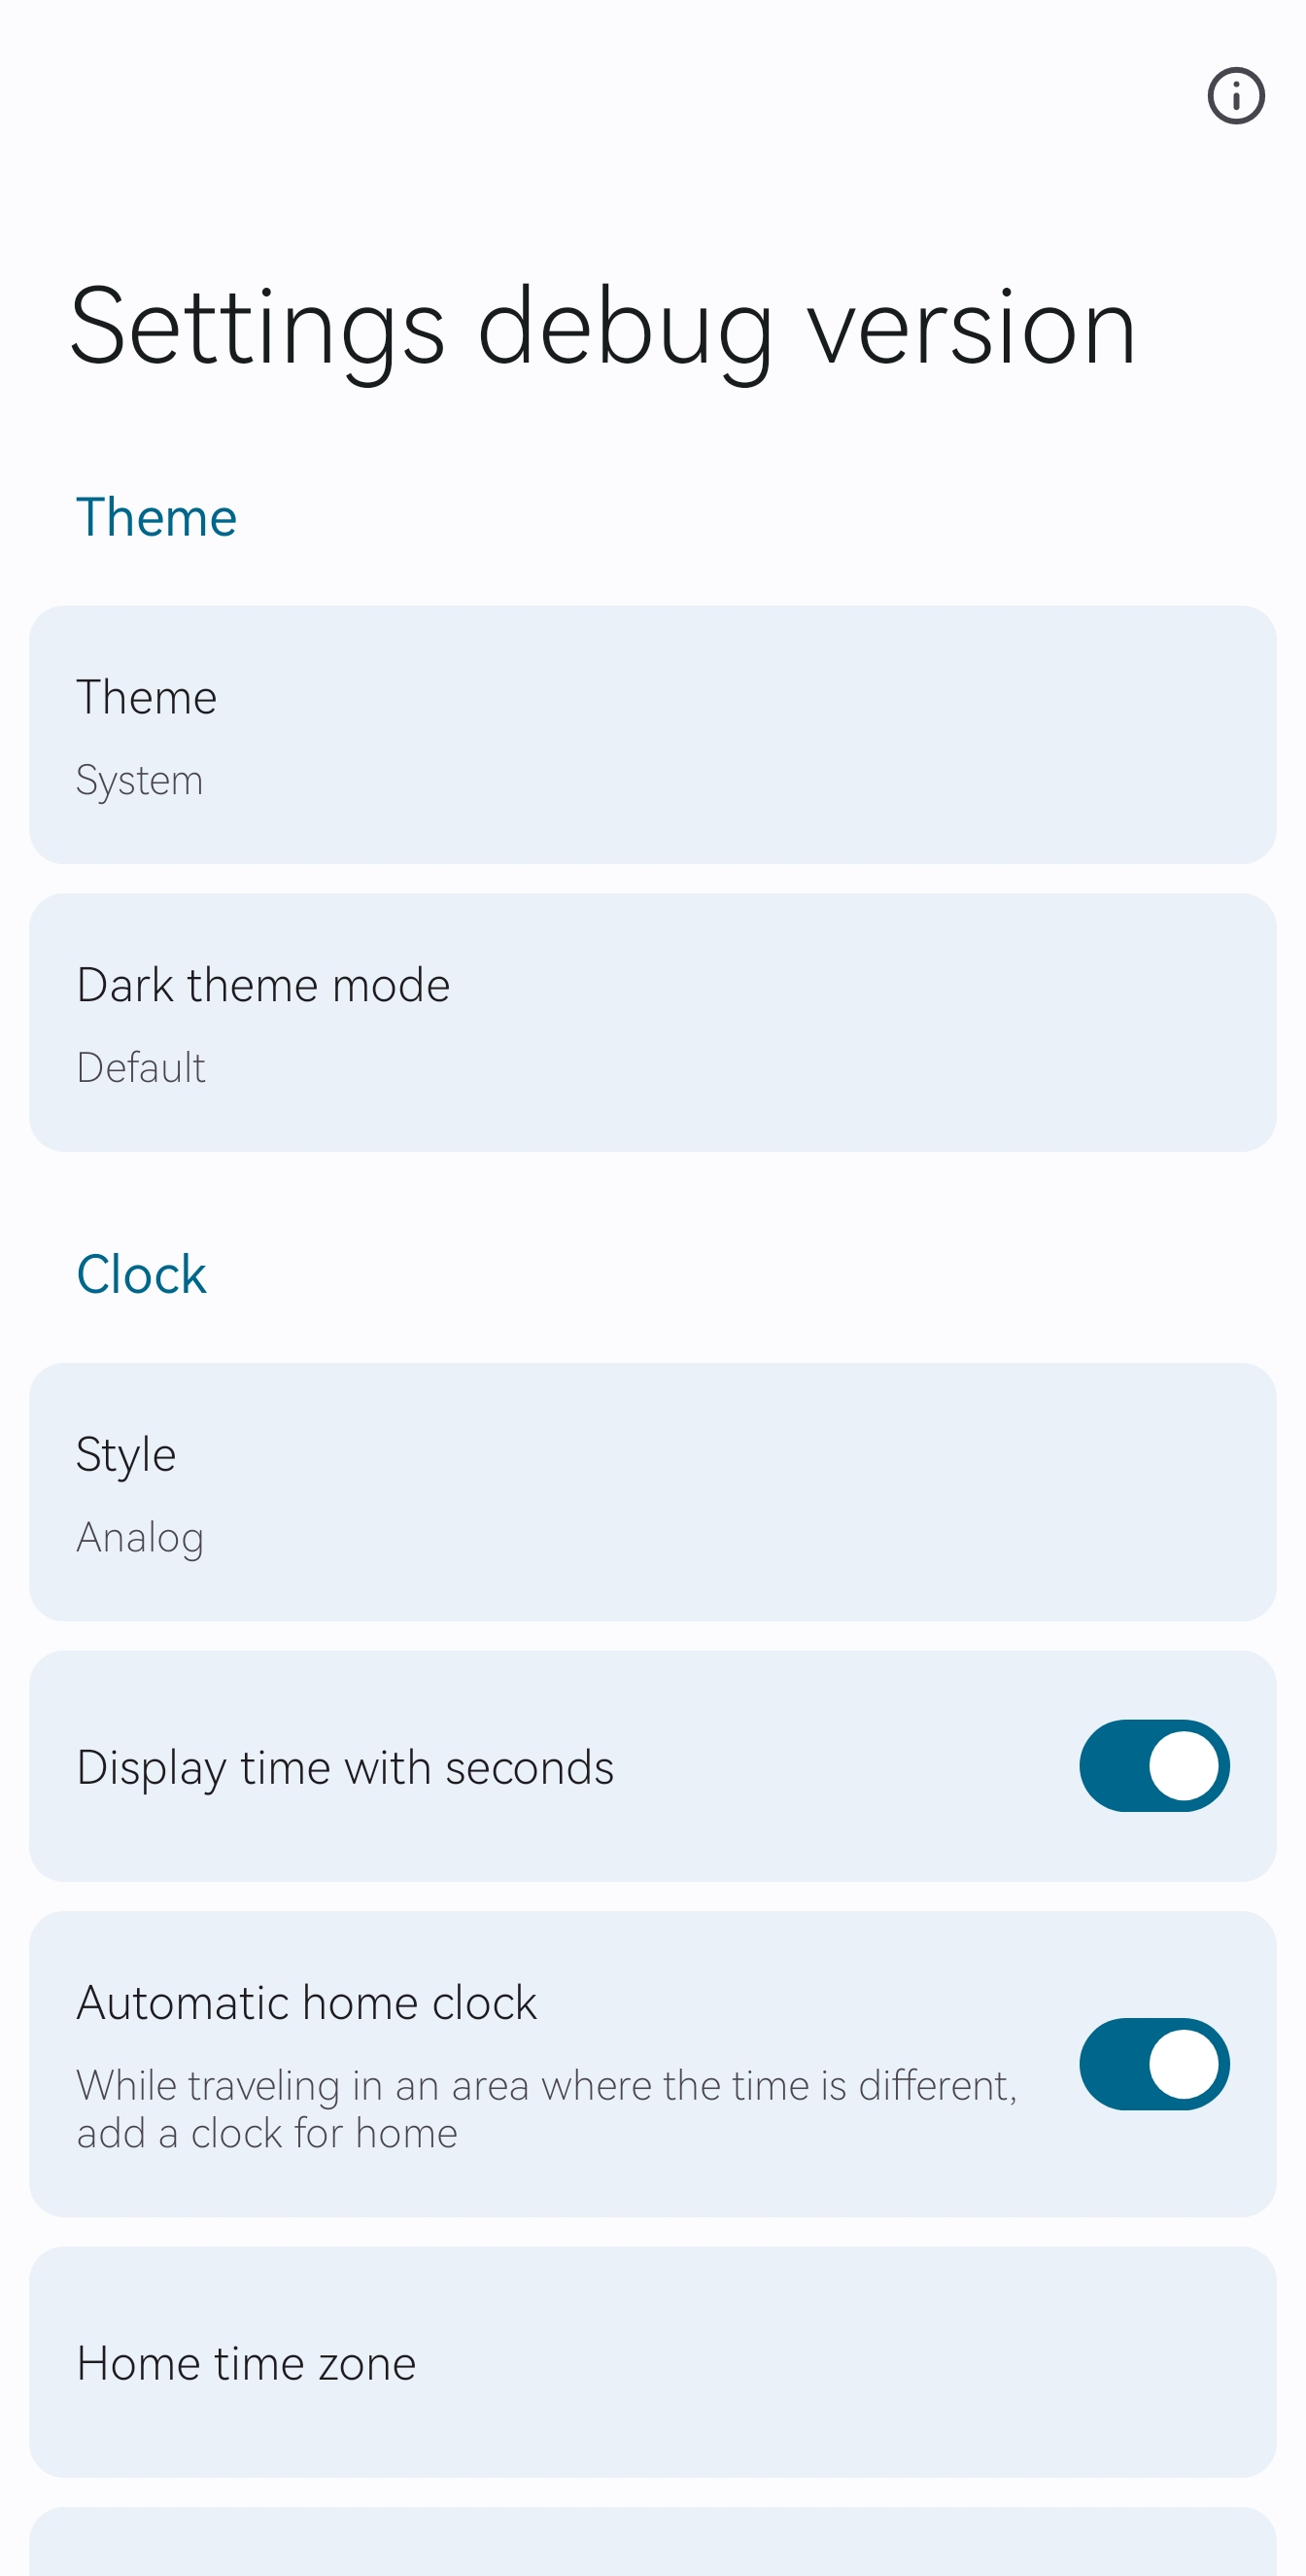 Settings debug version
Theme
Theme
System
Dark theme mode
Default
Clock
Style
Analog
Display time with seconds
Automatic home clock
While traveling in an area where the time is different,
add a clock for home
Home time zone